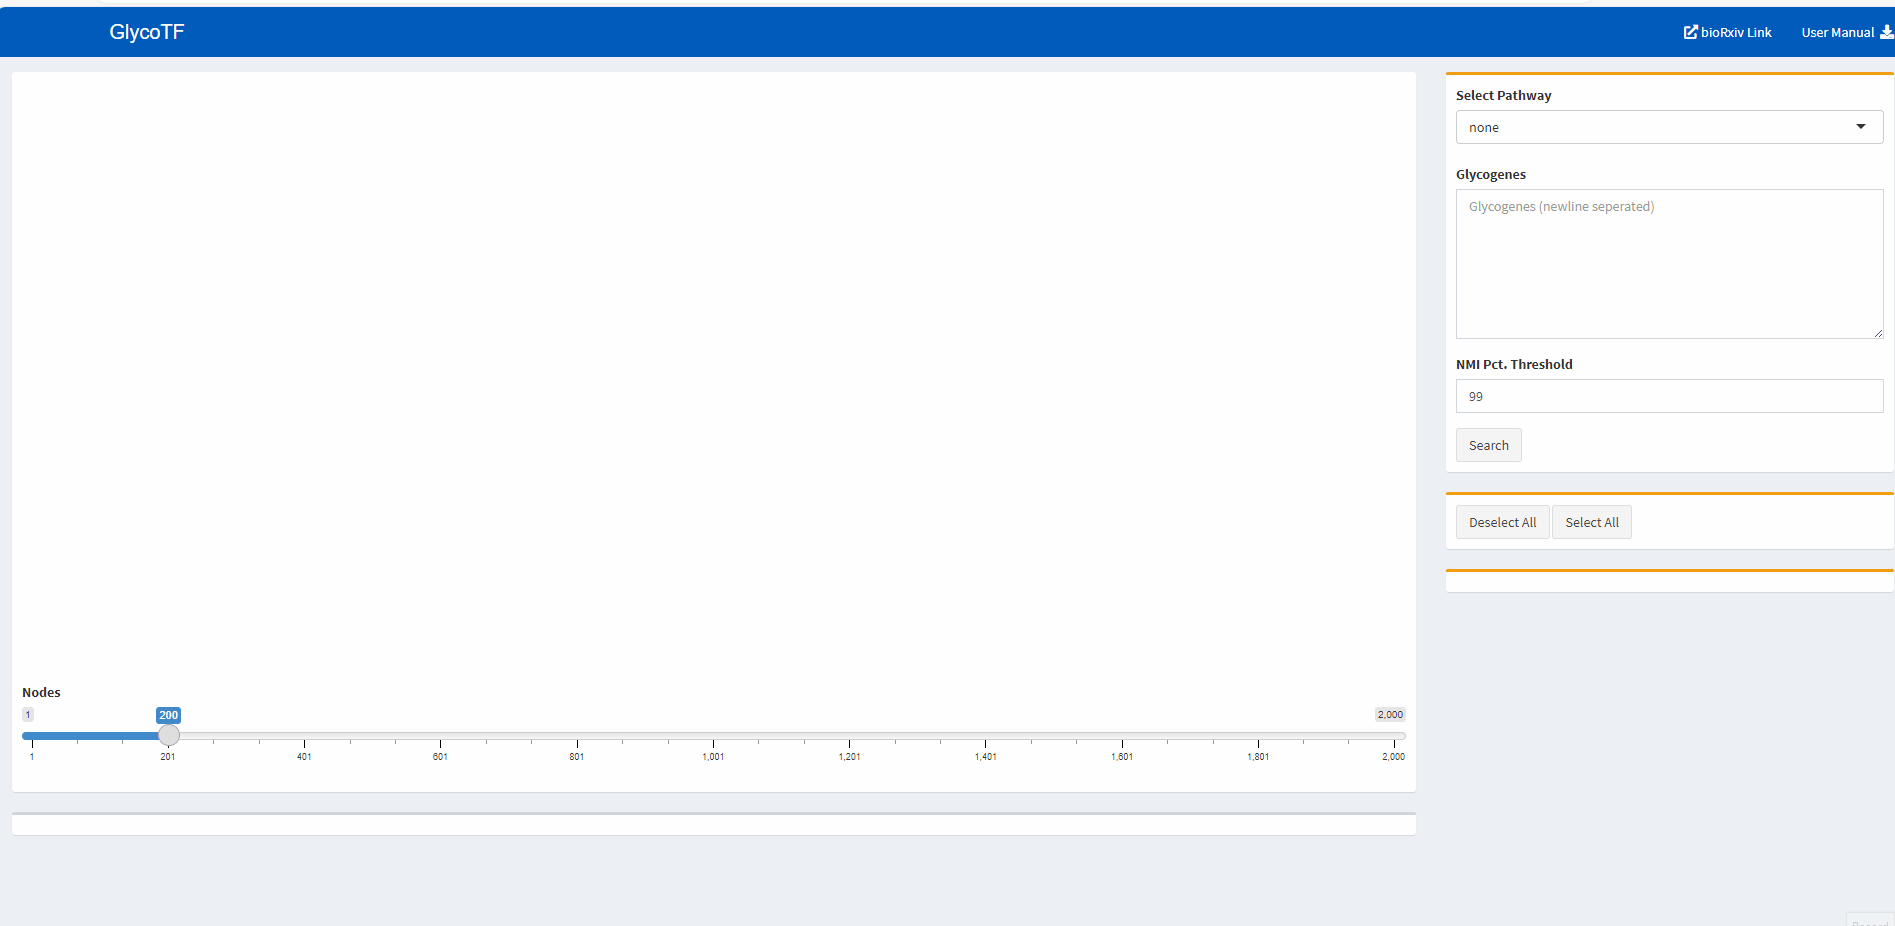 GlycoTF
bioRxiv Link
User Manual
Select Pathway
none
Glycogenes
Glycogenes (newline seperated)
NMI Pct. Threshold
99
Search
Deselect All
Select All
Nodes
1
200
2,000
1
201
401
601
801
1,001
1,201
1,401
1,601
1,801
2,000